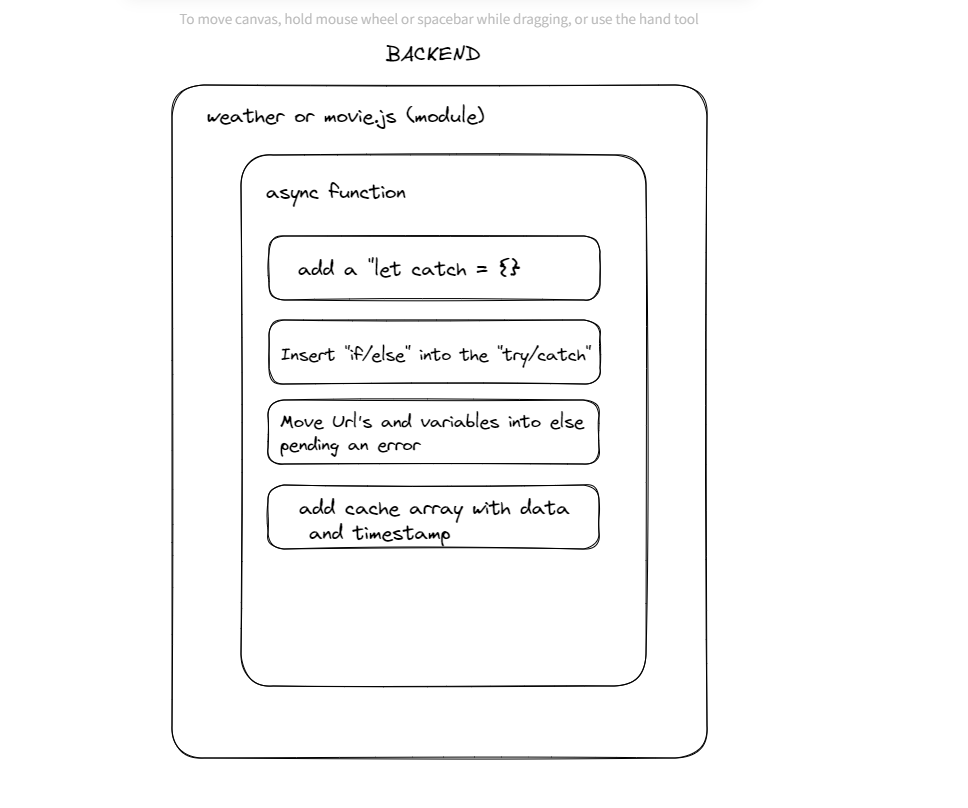 To move canvas, hold mouse wheel or spacebar while dragging, or use the hand tool
BACKEND
weather or movie.js (module)
async function
add a "let catch = {}
Insert "if/else" into the "try/catch"
Move Url's and variables into else
pending an error
add cache array with data
and timestamp